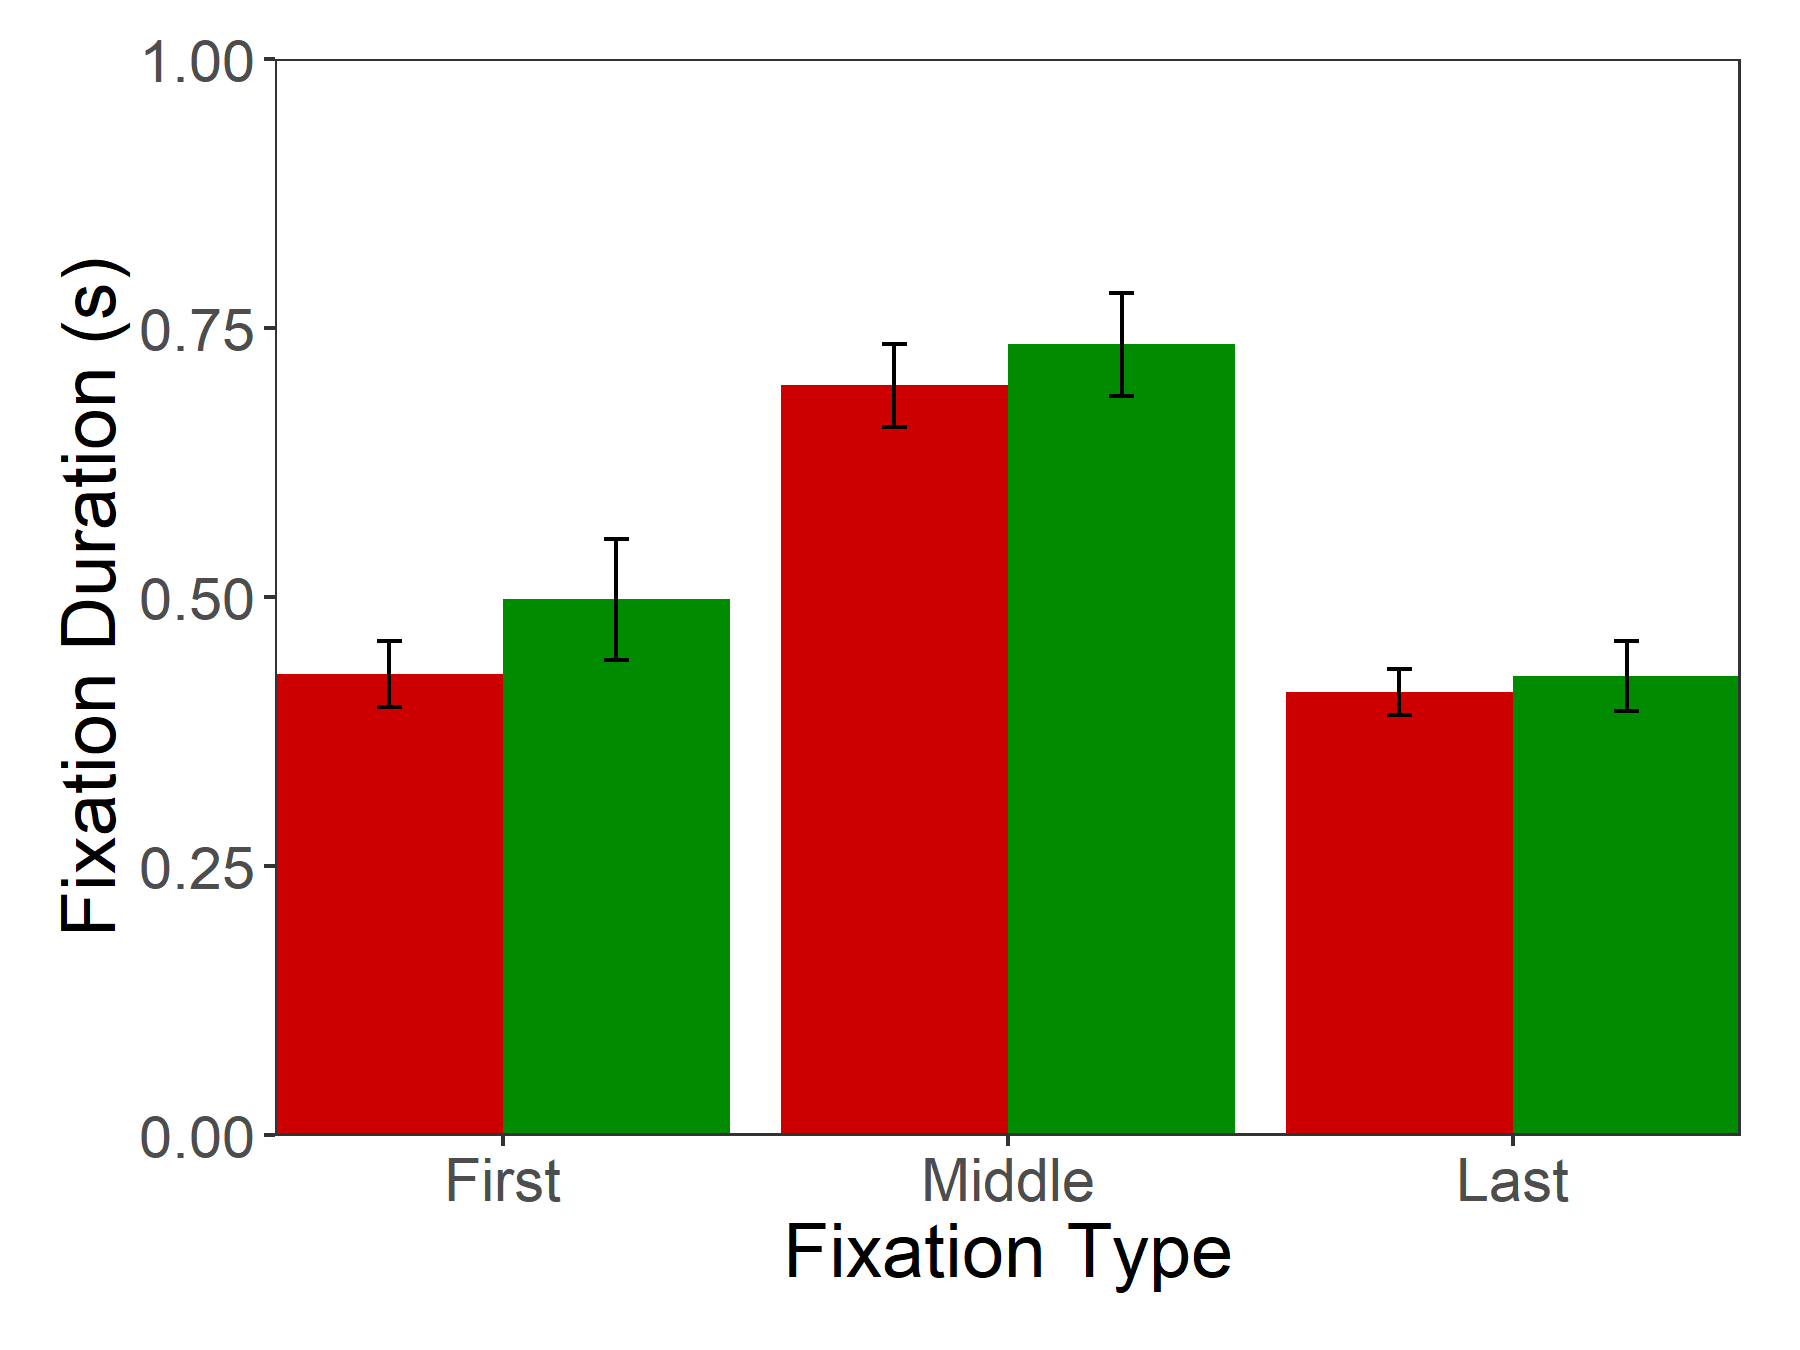 1.00
0.75
0.50
0.25
0.00
Fixation Duration (s)
First
Middle
Last
Fixation Type